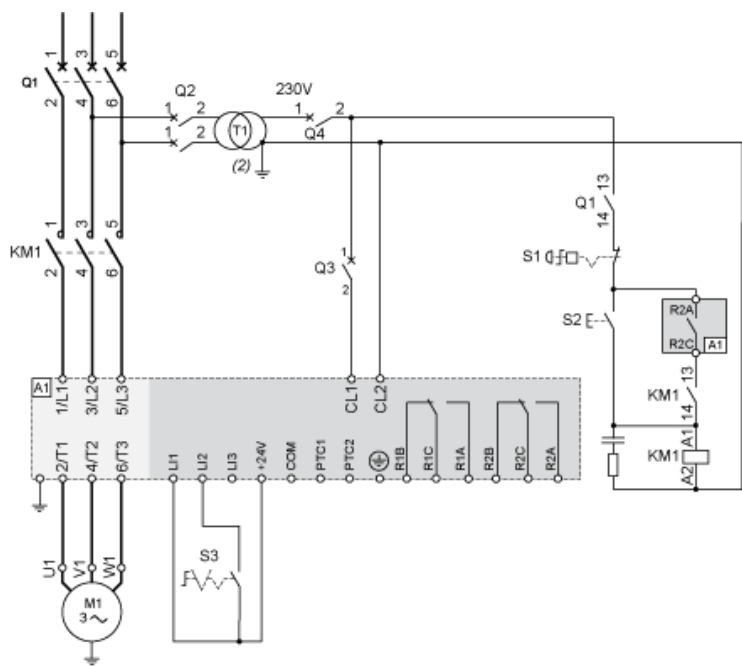 1 3 5
Q1
2 4 6
Q2
1 2
1 2
T1
(2)
230V
1 2
Q4
13
Q1
14
1 3 5
KM1
2 4 6
1
Q3
2
S1
S2
R2A
R2C
A1
13
KM1
14
A1
KM1
A2
A1
1/L1 3/L2 5/L3 CL1 CL2
2/T1 4/T2 6/T3 LI1 LI2 LI3 +24V COM PTC1 PTC2 R1B R1C R1A R2B R2C R2A
S3
U1 V1 W1
M1
3 ~